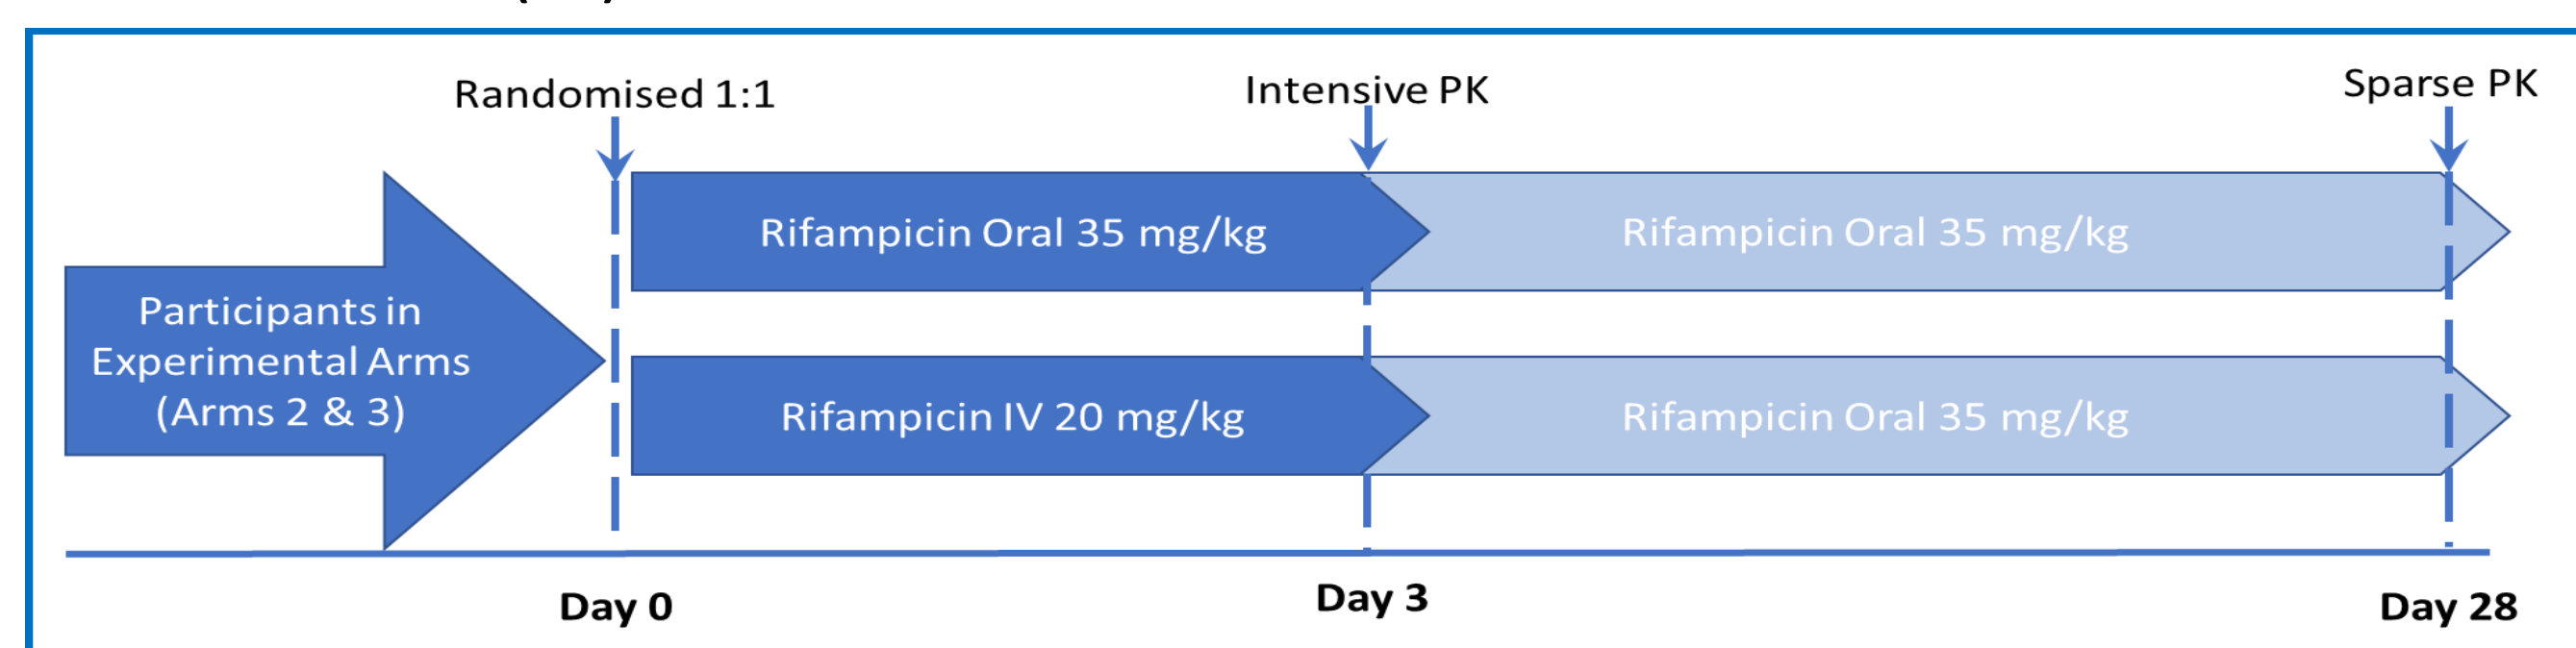 Randomised 1:1
Intensive PK
Sparse PK
Rifampicin Oral 35 mg/kg
Rifampicin Oral 35 mg/kg
Participants in
Experimental Arms
(Arms 2 & 3)
Rifampicin IV 20 mg/kg
Rifampicin Oral 35 mg/kg
Day 0
Day 3
Day 28